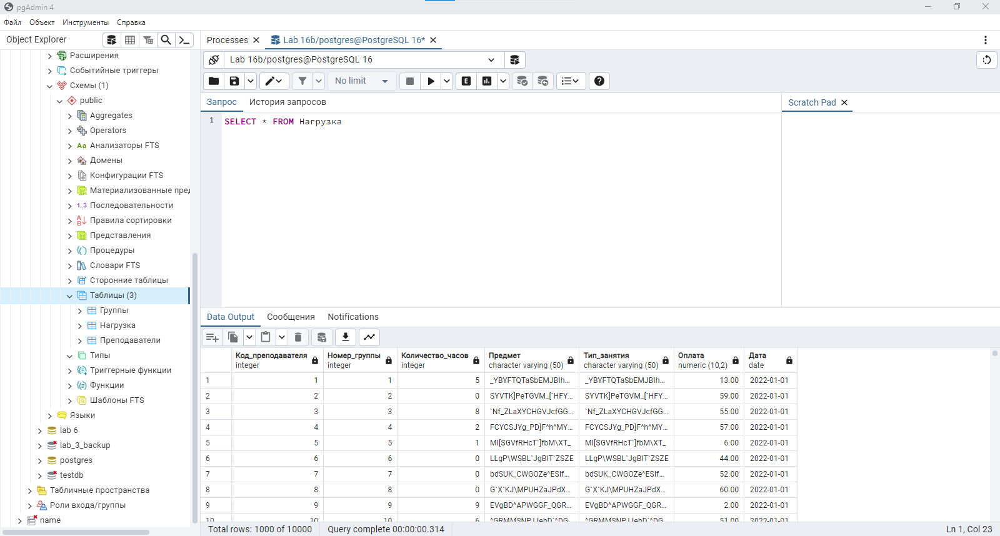 pgAdmin 4
Файл Объект Инструменты Справка
Object Explorer
Processes
Lab 16b/postgres@PostgreSQL 16*
Lab 16b/postgres@PostgreSQL 16
No limit
Запрос История запросов
Scratch Pad
1 SELECT * FROM Нагрузка
Расширения
Событийные триггеры
Схемы (1)
public
Aggregates
Operators
Aa Анализаторы FTS
Домены
Конфигурации FTS
Материализованные пред
1..3 Последовательности
Правила сортировки
Представления
Процедуры
Словари FTS
Сторонние таблицы
Таблицы (3)
Группы
Нагрузка
Преподаватели
Типы
Триггерные функции
Функции
Шаблоны FTS
Языки
lab 6
lab_3_backup
postgres
testdb
Табличные пространства
Роли входа/группы
name
Data Output Сообщения Notifications
Код_преподавателя Номер_группы Количество_часов Предмет Тип_занятия Оплата Дата
integer integer integer character varying (50) character varying (50) numeric (10,2) date
1 1 1 5 _YBYFTQTaSbEMJBIh... _YBYFTQTaSbEMJBIh... 13.00 2022-01-01
2 2 2 0 SYVTK]PeTGVM_[`HFY... SYVTK]PeTGVM_[`HFY... 59.00 2022-01-01
3 3 3 8 `Nf_ZLaXYCHGVJcfGG... `Nf_ZLaXYCHGVJcfGG... 55.00 2022-01-01
4 4 4 2 FCYCSJYg_PD]F^h^MY... FCYCSJYg_PD]F^h^MY... 57.00 2022-01-01
5 5 5 1 MI[SGVfRHcT`]fbM\XT_ MI[SGVfRHcT`]fbM\XT_ 6.00 2022-01-01
6 6 6 0 LLgP\WSBL`JgBIT`ZSZE LLgP\WSBL`JgBIT`ZSZE 44.00 2022-01-01
7 7 7 0 bdSUK_CWGOZe^ESIf... bdSUK_CWGOZe^ESIf... 52.00 2022-01-01
8 8 8 0 G`X`KJ\MPUHZaJPdX... G`X`KJ\MPUHZaJPdX... 60.00 2022-01-01
9 9 9 9 EVgBD^APWGGF_QGR... EVgBD^APWGGF_QGR... 2.00 2022-01-01
10 10 10 6 51.00 2022-01-01
Total rows: 1000 of 10000 Query complete 00:00:00.314 Ln 1, Col 23